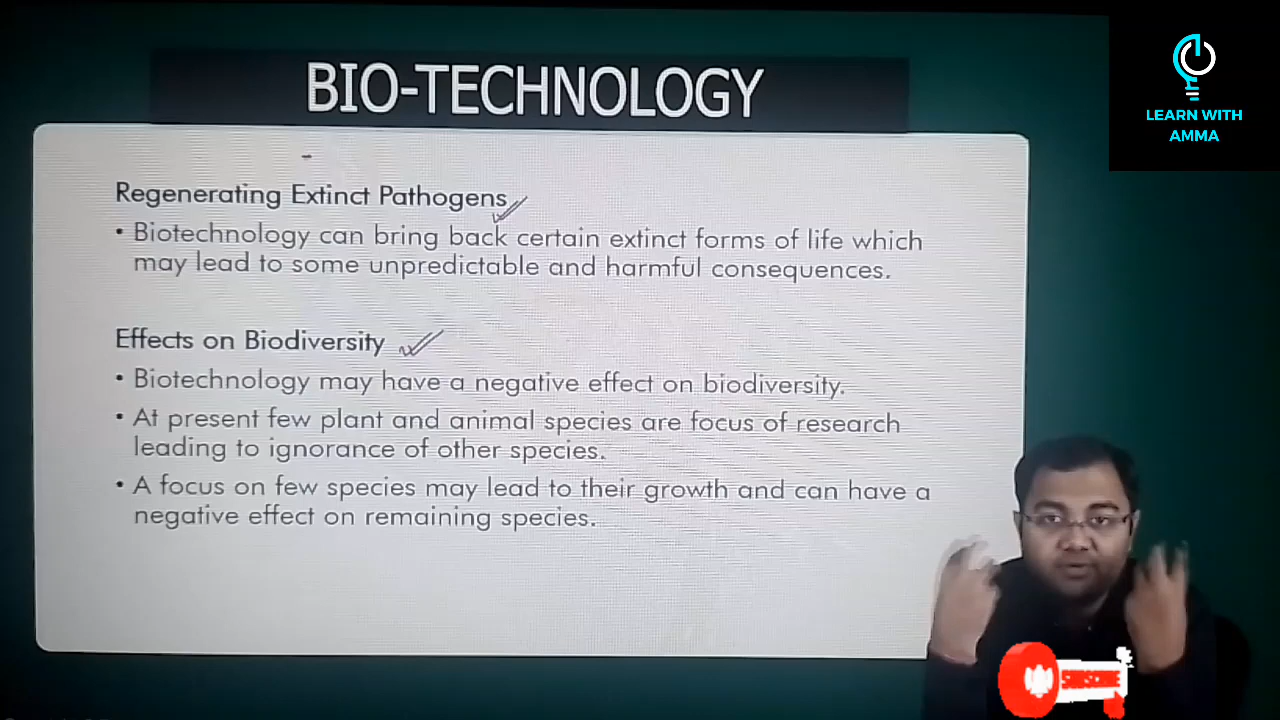 BIO-TECHNOLOGY
LEARN WITH
AMMA
Regenerating Extinct Pathogens
• Biotechnology can bring back certain extinct forms of life which
may lead to some unpredictable and harmful consequences.
Effects on Biodiversity
• Biotechnology may have a negative effect on biodiversity.
• At present few plant and animal species are focus of research
leading to ignorance of other species.
• A focus on few species may lead to their growth and can have a
negative effect on remaining species.
SUBSCRIBE